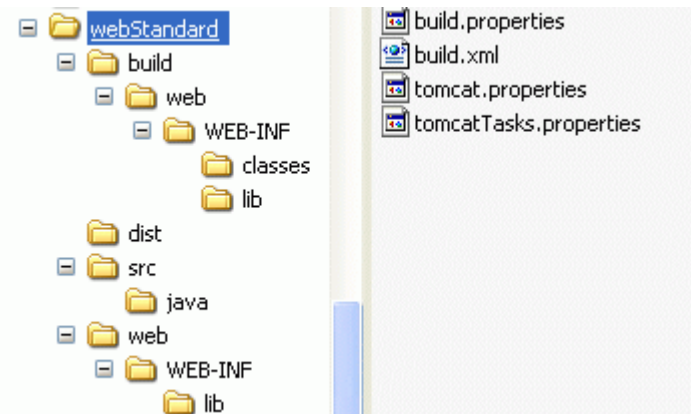 webStandard
build
web
WEB-INF
classes
lib
dist
src
java
web
WEB-INF
lib
build.properties
build.xml
tomcat.properties
tomcatTasks.properties